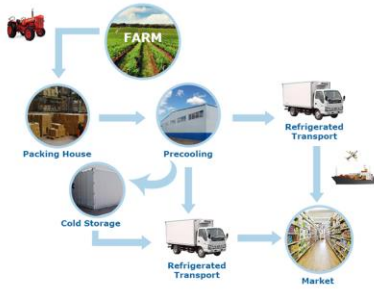 FARM
Packing House
Precooling
Refrigerated
Transport
Cold Storage
Refrigerated
Transport
Market